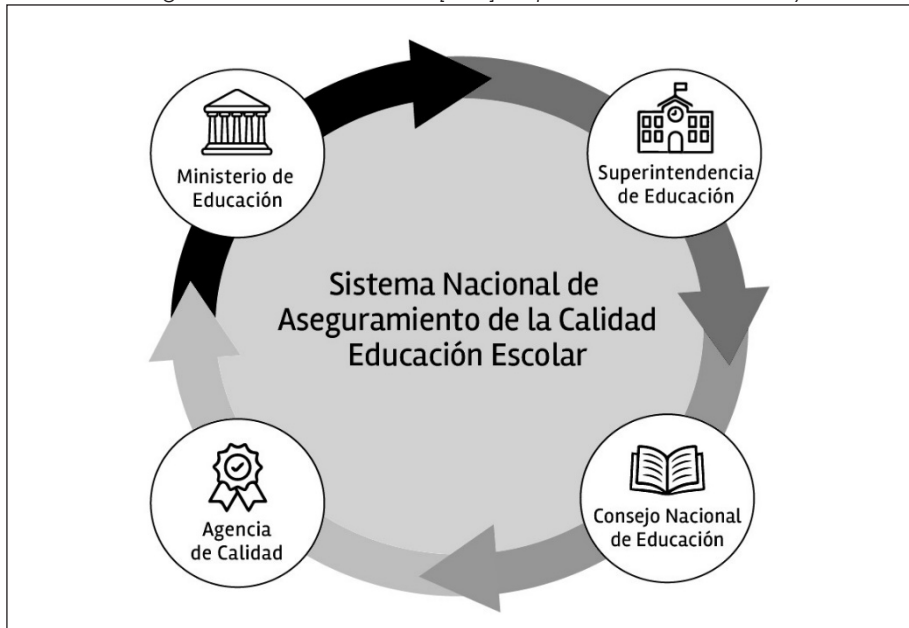 Ministerio de
Educación
Superintendencia
de Educación
Sistema Nacional de
Aseguramiento de la Calidad
Educación Escolar
Agencia
de Calidad
Consejo Nacional
de Educación